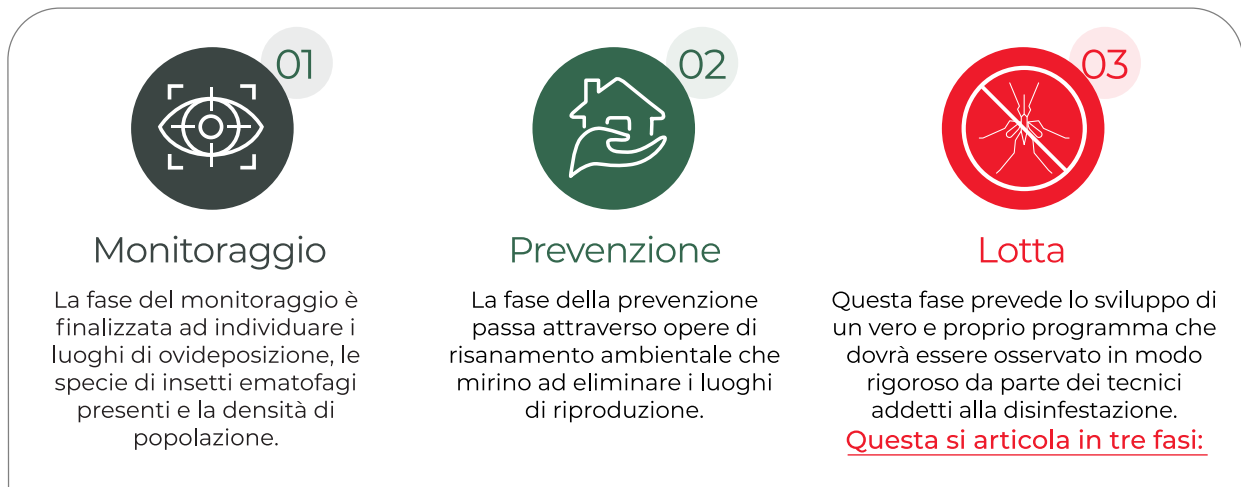 01
Monitoraggio
La fase del monitoraggio è
finalizzata ad individuare i
luoghi di ovideposizione, le
specie di insetti ematofagi
presenti e la densità di
popolazione.
02
Prevenzione
La fase della prevenzione
passa attraverso opere di
risanamento ambientale che
mirino ad eliminare i luoghi
di riproduzione.
03
Lotta
Questa fase prevede lo sviluppo di
un vero e proprio programma che
dovrà essere osservato in modo
rigoroso da parte dei tecnici
addetti alla disinfestazione.
Questa si articola in tre fasi: